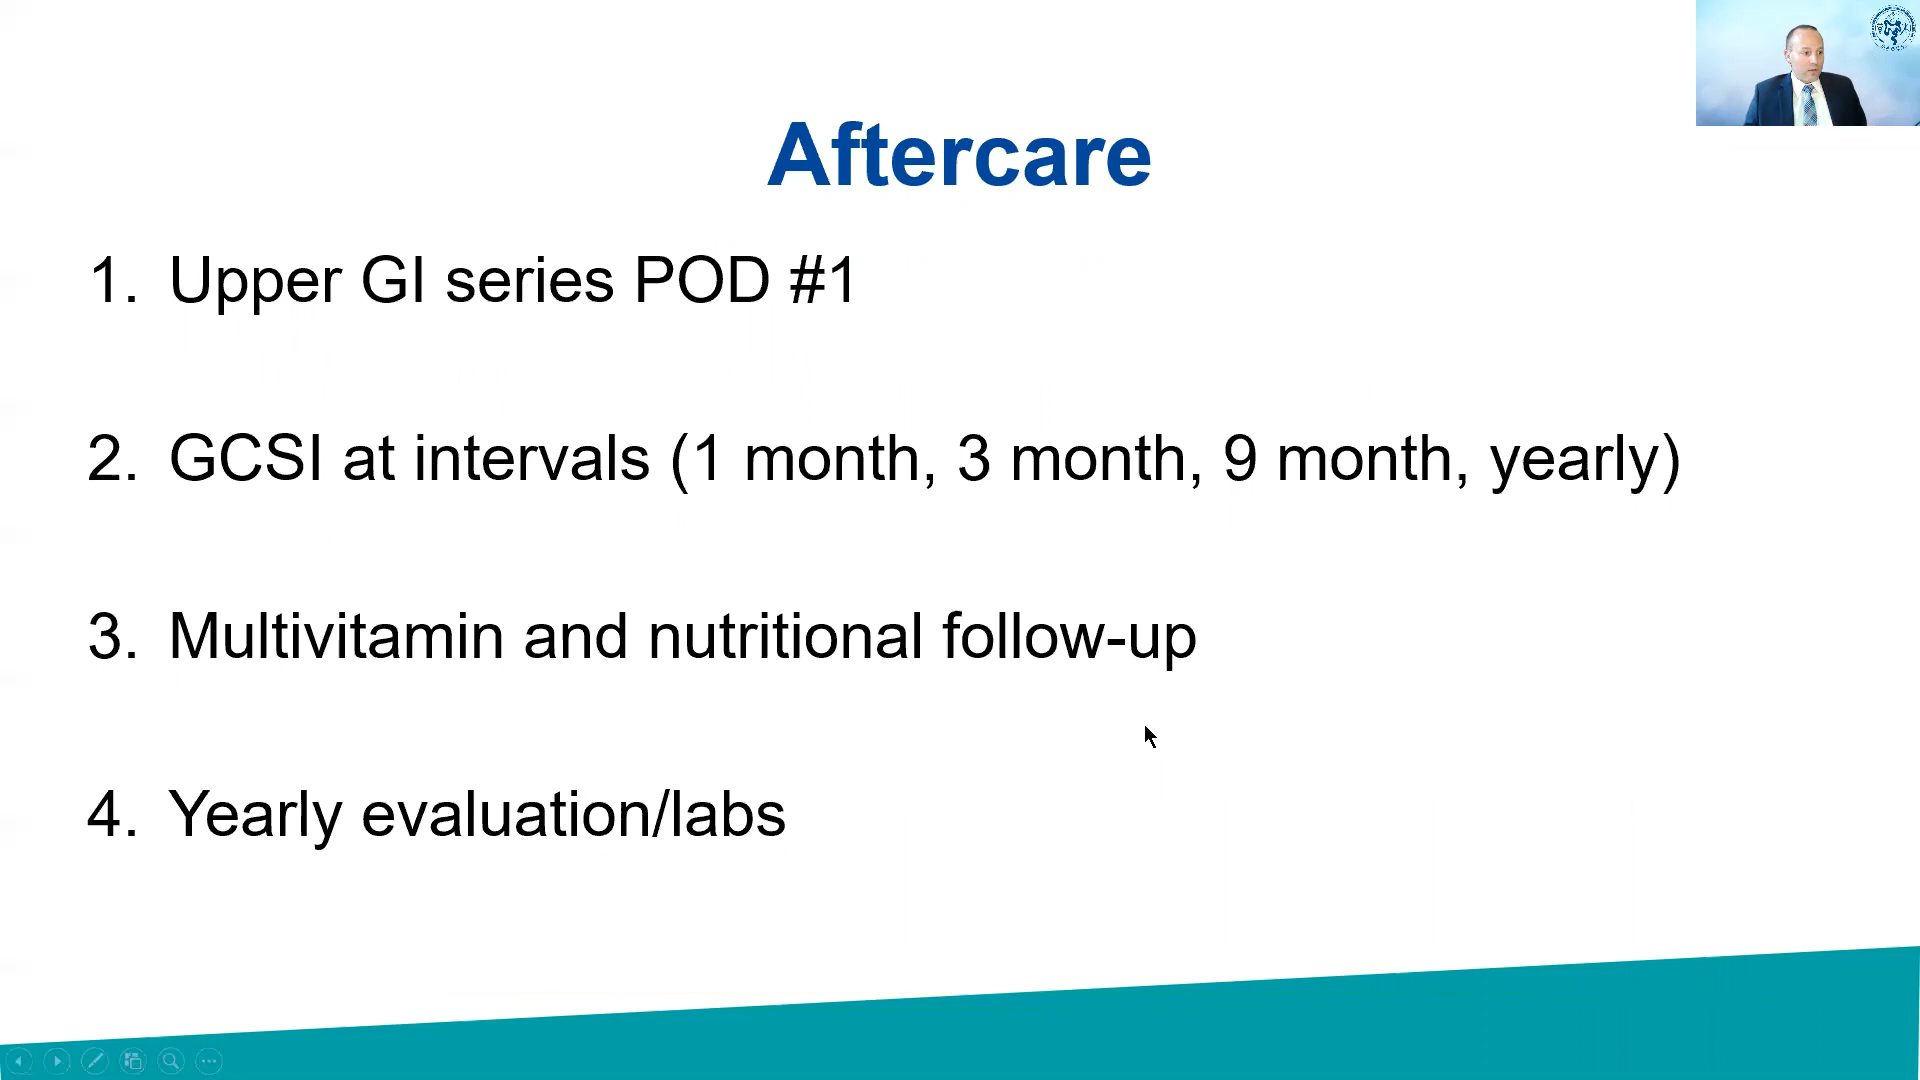 Aftercare
1. Upper GI series POD #1
2. GCSI at intervals (1 month, 3 month, 9 month, yearly)
3. Multivitamin and nutritional follow-up
4. Yearly evaluation/labs